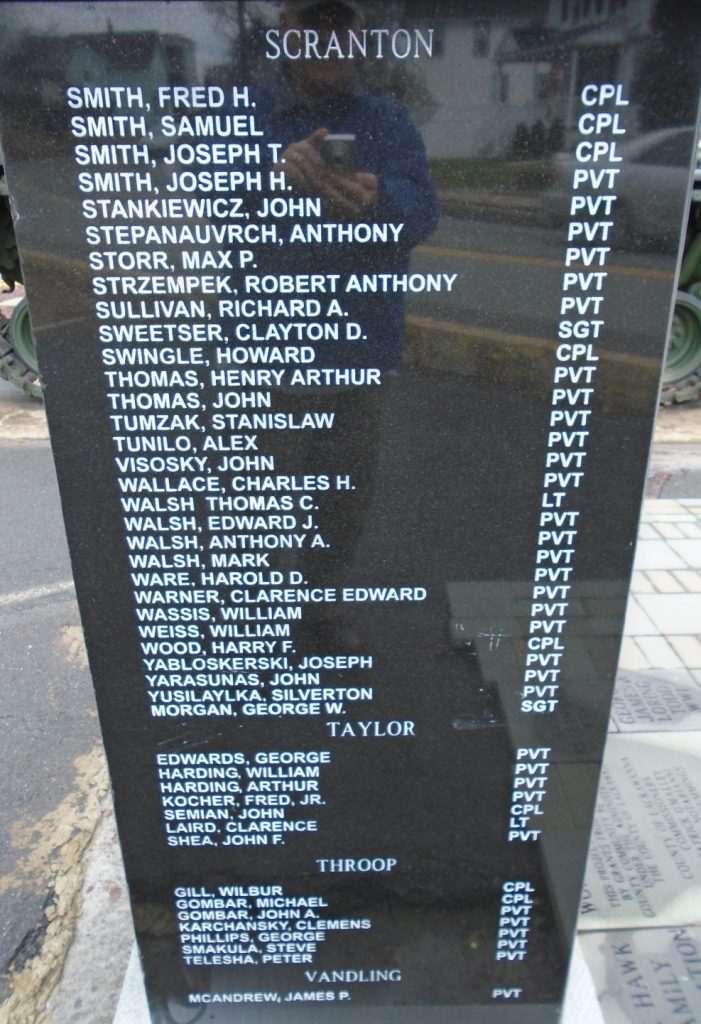 SCRANTON
SMITH, FRED H. CPL
SMITH, SAMUEL CPL
SMITH, JOSEPH T. CPL
SMITH, JOSEPH H. PVT
STANKIEWICZ, JOHN PVT
STEPANAUVRCH, ANTHONY PVT
STORR, MAX P. PVT
STRZEMPEK, ROBERT ANTHONY PVT
SULLIVAN, RICHARD A. PVT
SWEETSER, CLAYTON D. SGT
SWINGLE, HOWARD CPL
THOMAS, HENRY ARTHUR PVT
THOMAS, JOHN PVT
TUMZAK, STANISLAW PVT
TUNILO, ALEX PVT
VISOSKY, JOHN PVT
WALLACE, CHARLES H. PVT
WALSH THOMAS C. LT
WALSH, EDWARD J. PVT
WALSH, ANTHONY A. PVT
WALSH, MARK PVT
WARE, HAROLD D. PVT
WARNER, CLARENCE EDWARD PVT
WASSIS, WILLIAM PVT
WEISS, WILLIAM PVT
WOOD, HARRY F. CPL
YABLOSKERSKI, JOSEPH PVT
YARASUNAS, JOHN PVT
YUSILAYLKA, SILVERTON PVT
MORGAN, GEORGE W. SGT
TAYLOR
EDWARDS, GEORGE PVT
HARDING, WILLIAM PVT
HARDING, ARTHUR PVT
KOCHER, FRED, JR. PVT
SEMIAN, JOHN CPL
LAIRD, CLARENCE LT
SHEA, JOHN F. PVT
THROOP
GILL, WILBUR CPL
GOMBAR, MICHAEL CPL
GOMBAR, JOHN A. PVT
KARCHANSKY, CLEMENS PVT
PHILLIPS, GEORGE PVT
SMAKULA, STEVE PVT
TELESHA, PETER PVT
VANDLING
MCANDREW, JAMES P. PVT
HAWK